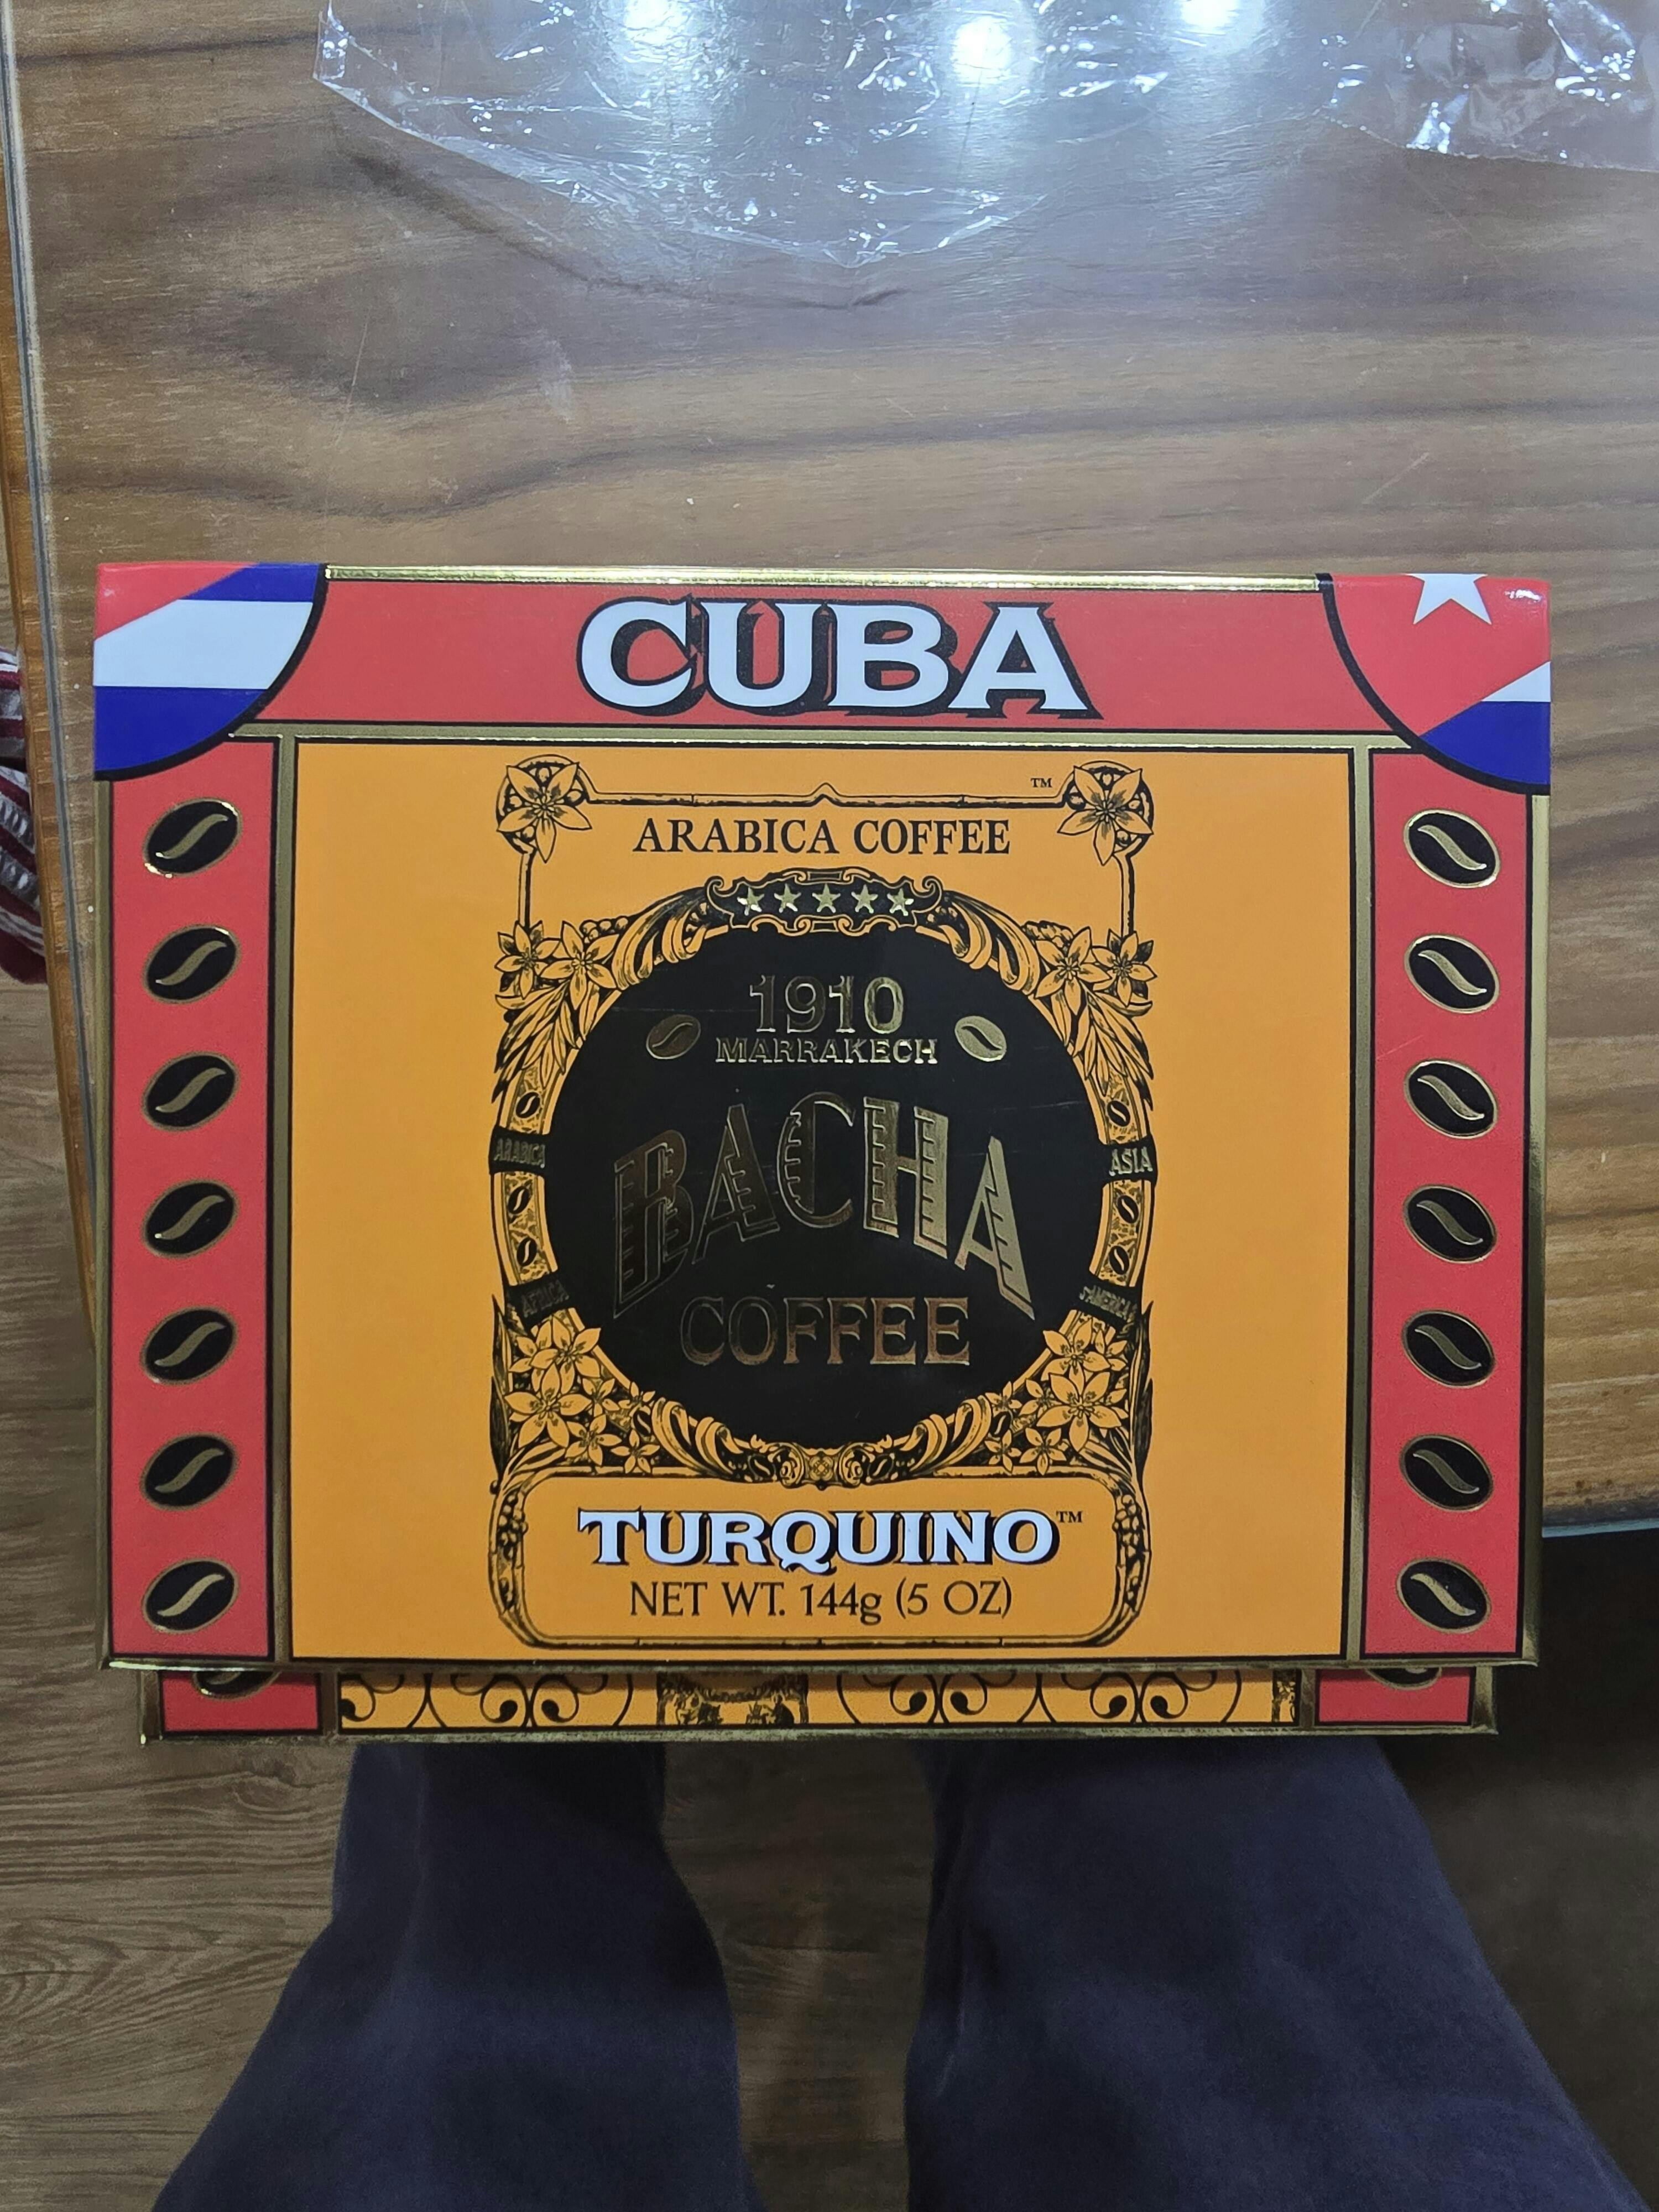 CUBA
™
ARABICA COFFEE
1910
MARRAKECH
BACHA
COFFEE
ARABICA
ASIA
AFRICA
S.AMERICA
TURQUINO™
NET WT. 144g (5 OZ)